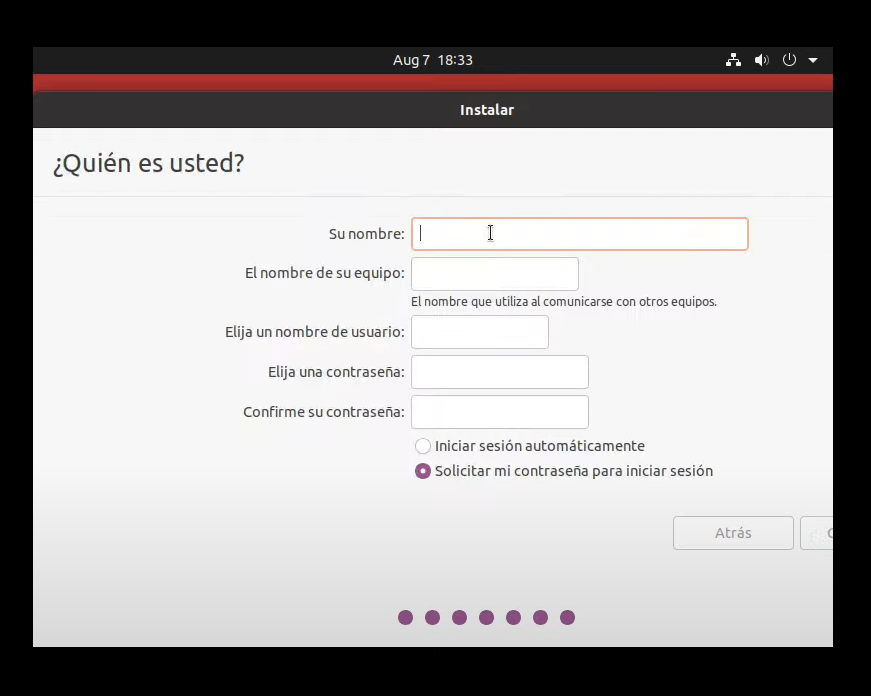 Aug 7 18:33
Instalar
¿Quién es usted?
Su nombre:
El nombre de su equipo:
El nombre que utiliza al comunicarse con otros equipos.
Elija un nombre de usuario:
Elija una contraseña:
Confirme su contraseña:
Iniciar sesión automáticamente
Solicitar mi contraseña para iniciar sesión
Atrás